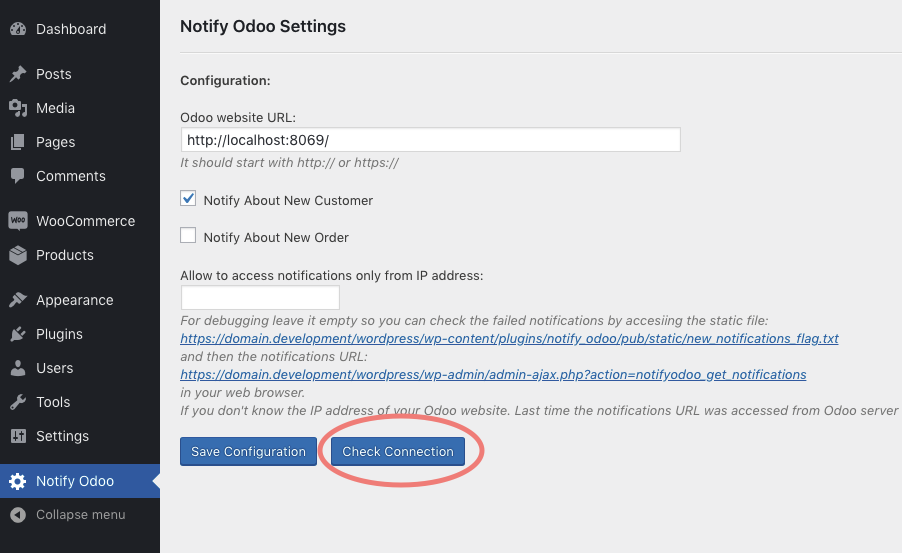 Dashboard
Posts
Media
Pages
Comments
WOO
WooCommerce
Products
Appearance
Plugins
Users
Tools
Settings
Notify Odoo
Collapse menu
Notify Odoo Settings
Configuration:
Odoo website URL:
http://localhost:8069/
It should start with http:// or https://
Notify About New Customer
Notify About New Order
Allow to access notifications only from IP address:
For debugging leave it empty so you can check the failed notifications by accesiing the static file:
https://domain.development/wordpress/wp-content/plugins/notify_odoo/pub/static/new_notifications_flag.txt
and then the notifications URL:
https://domain.development/wordpress/wp-admin/admin-ajax.php?action=notifyodoo_get_notifications
in your web browser.
If you don't know the IP address of your Odoo website. Last time the notifications URL was accessed from Odoo server
Save Configuration
Check Connection